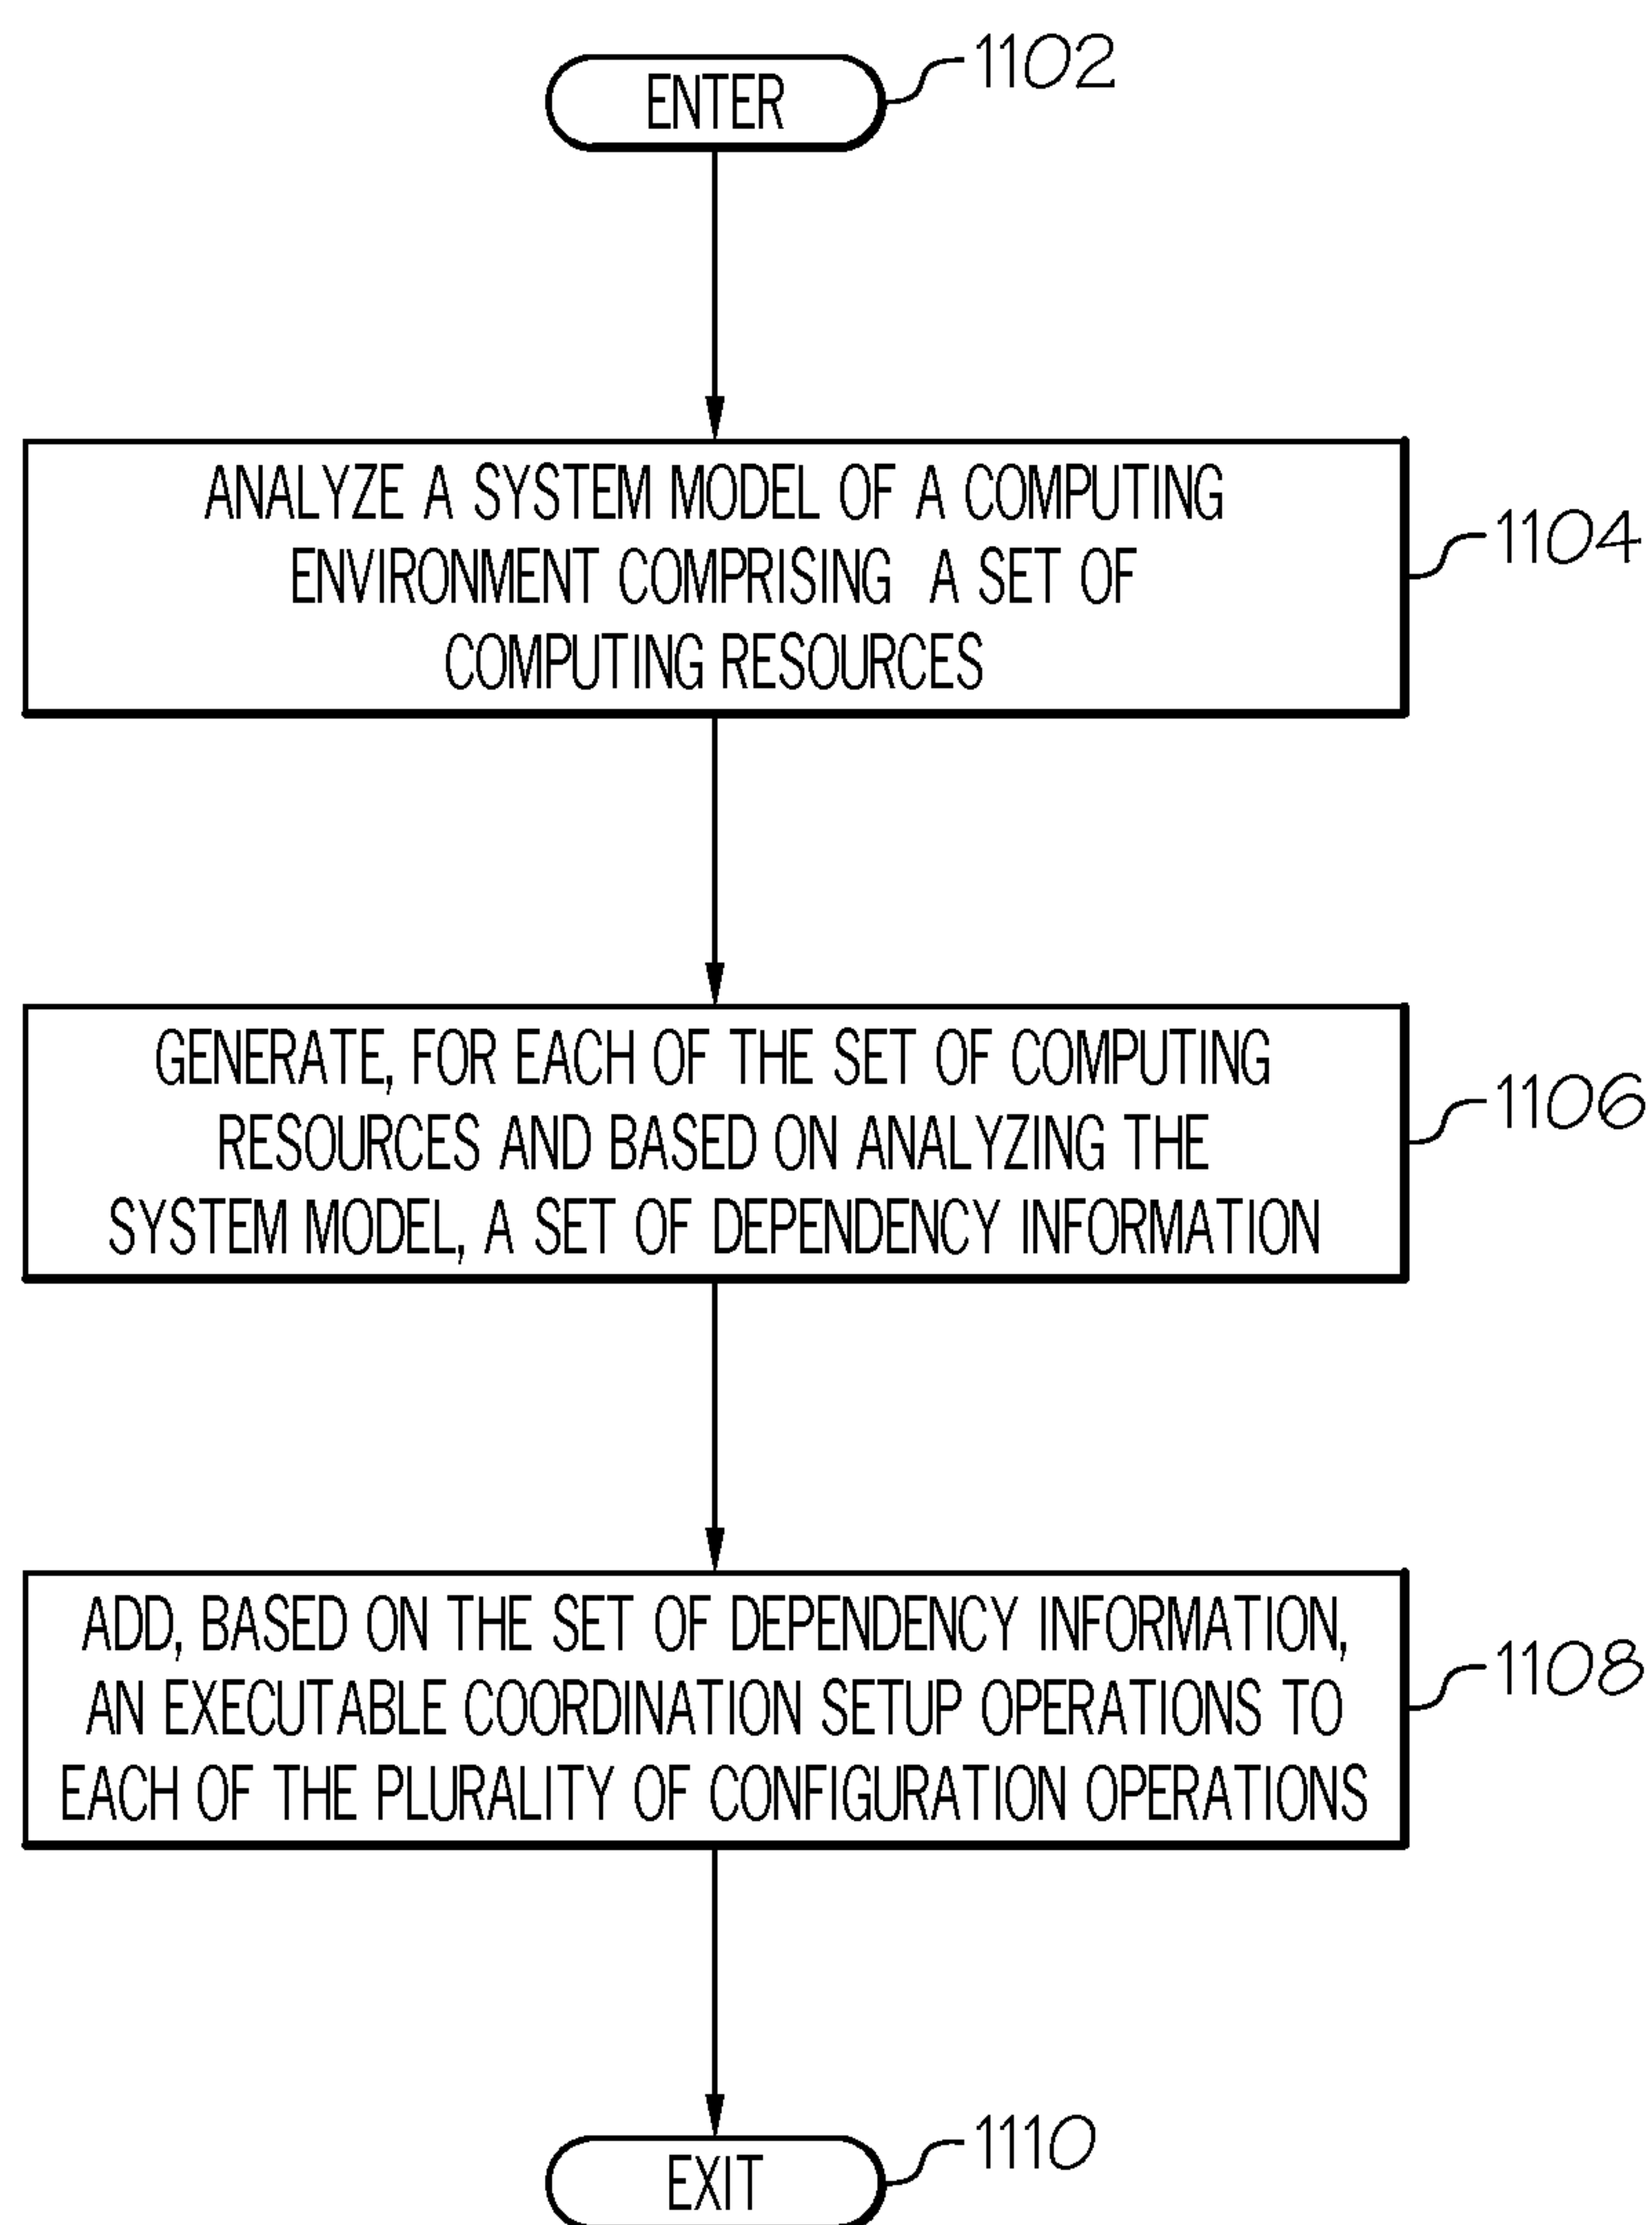 ENTER
1102
ANALYZE A SYSTEM MODEL OF A COMPUTING
ENVIRONMENT COMPRISING A SET OF
COMPUTING RESOURCES
1104
GENERATE, FOR EACH OF THE SET OF COMPUTING
RESOURCES AND BASED ON ANALYZING THE
SYSTEM MODEL, A SET OF DEPENDENCY INFORMATION
1106
ADD, BASED ON THE SET OF DEPENDENCY INFORMATION,
AN EXECUTABLE COORDINATION SETUP OPERATIONS TO
EACH OF THE PLURALITY OF CONFIGURATION OPERATIONS
1108
EXIT
1110